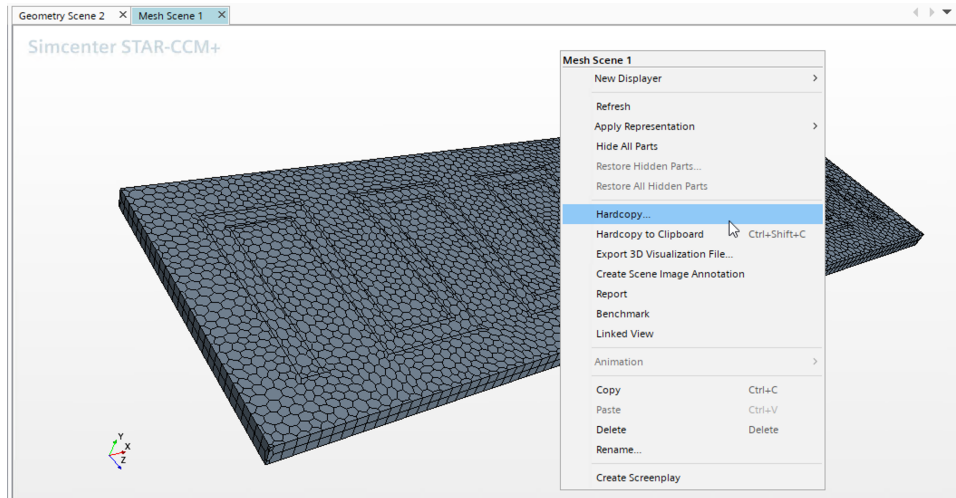 Geometry Scene 2 × Mesh Scene 1 ×
Simcenter STAR-CCM+
Mesh Scene 1
New Displayer
Refresh
Apply Representation
Hide All Parts
Restore Hidden Parts...
Restore All Hidden Parts
Hardcopy...
Hardcopy to Clipboard Ctrl+Shift+C
Export 3D Visualization File...
Create Scene Image Annotation
Report
Benchmark
Linked View
Animation
Copy Ctrl+C
Paste Ctrl+V
Delete Delete
Rename...
Create Screenplay
Y
X
Z